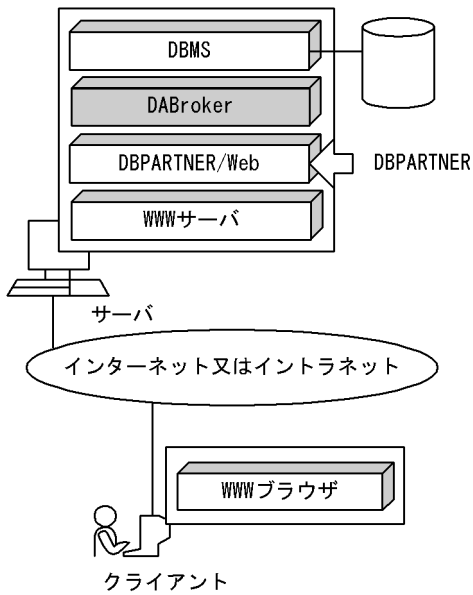 DBMS
DABroker
DBPARTNER/Web
DBPARTNER
WWWサーバ
サーバ
インターネット又はイントラネット
WWWブラウザ
クライアント